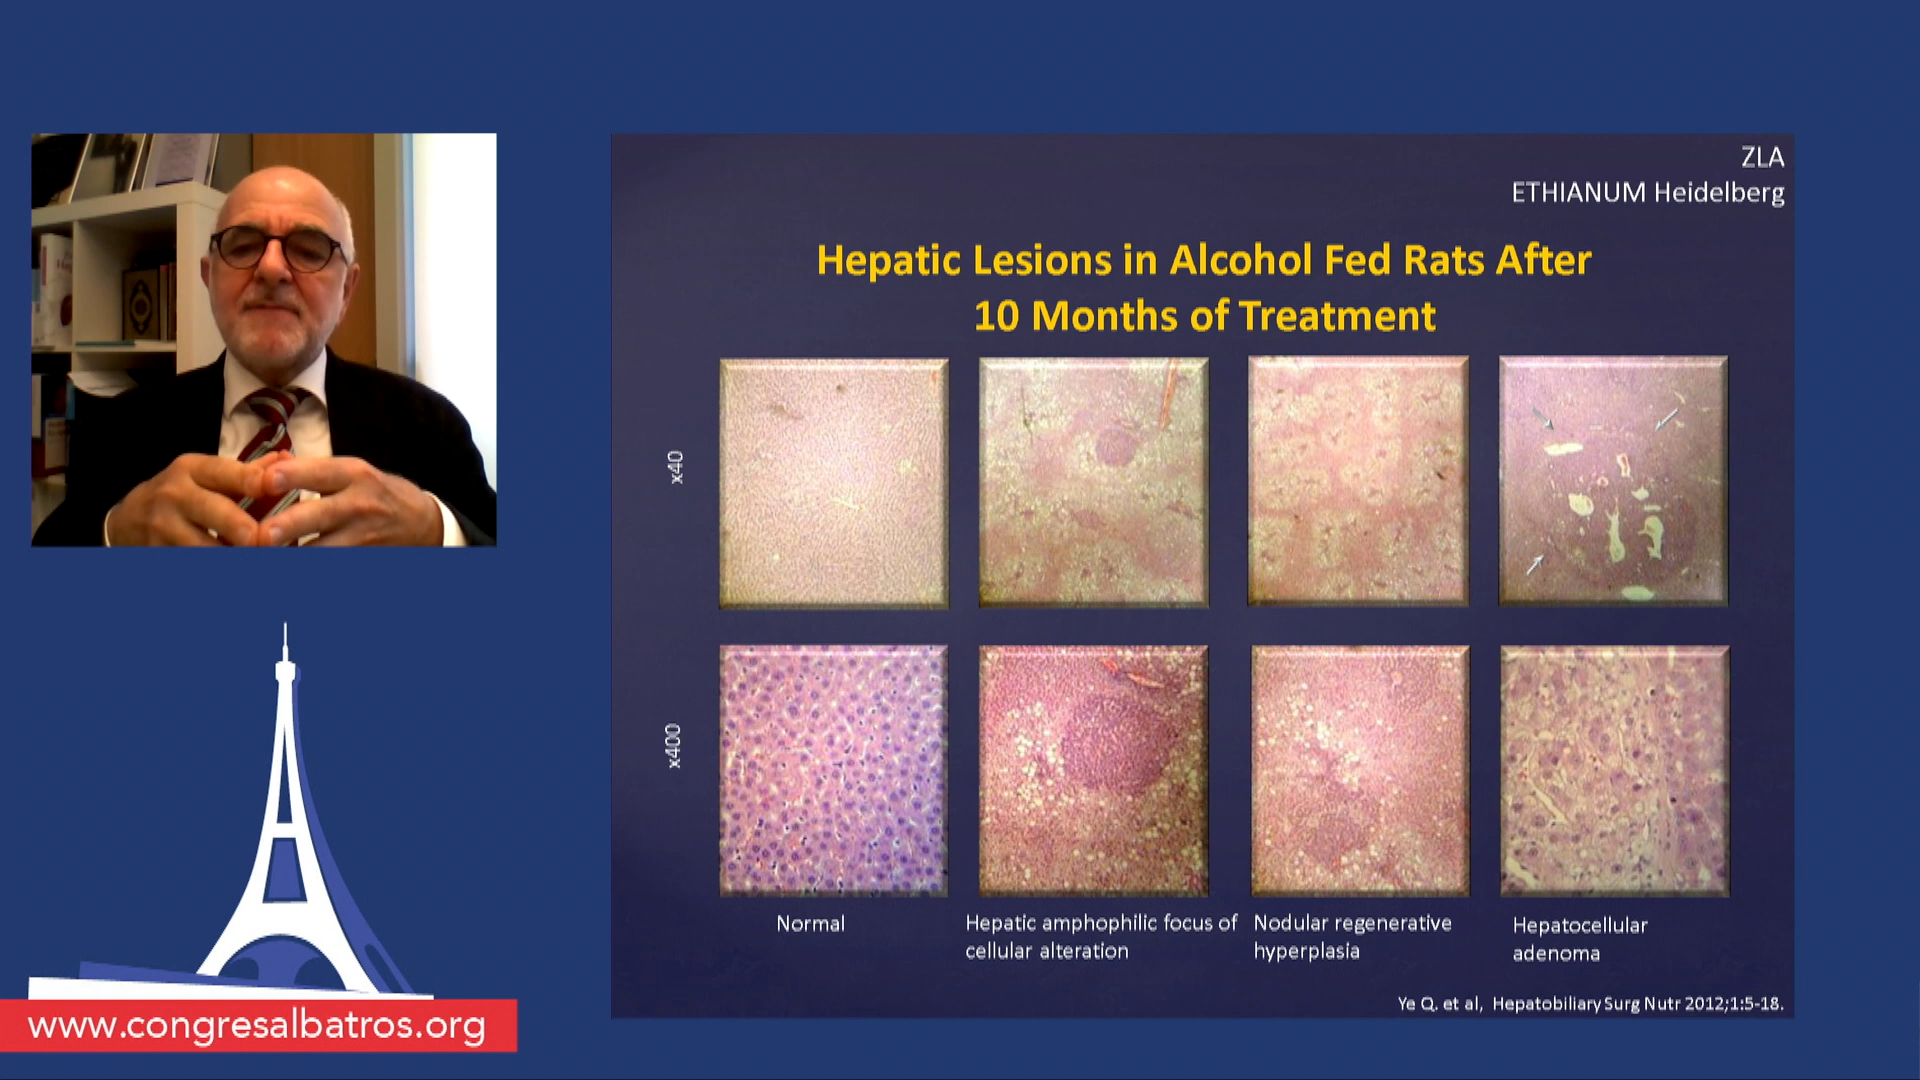 ZLA
ETHIANUM Heidelberg
Hepatic Lesions in Alcohol Fed Rats After
10 Months of Treatment
x40
x400
Normal
Hepatic amphophilic focus of
cellular alteration
Nodular regenerative
hyperplasia
Hepatocellular
adenoma
Ye Q. et al, Hepatobiliary Surg Nutr 2012;1:5-18.
www.congresalbatros.org